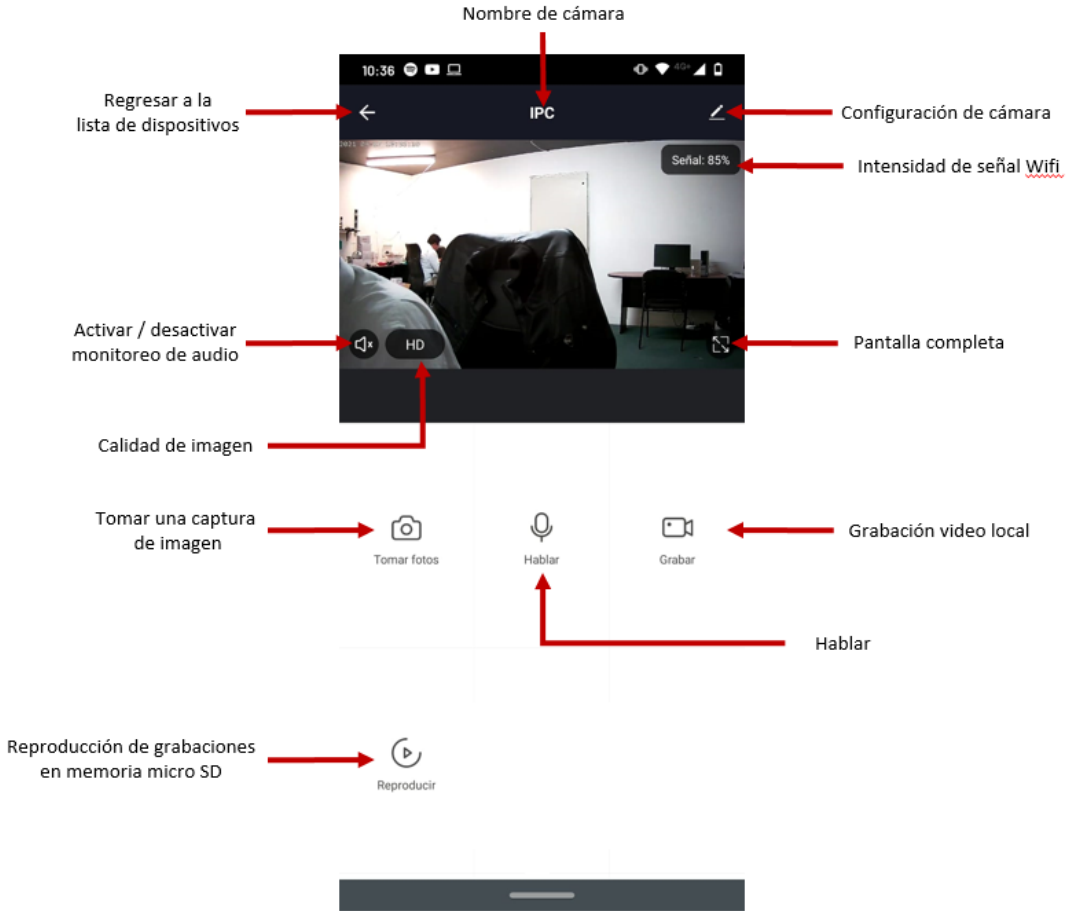 Nombre de cámara
10:36
4G+
Regresar a la
lista de dispositivos
IPC
Configuración de cámara
Señal: 85%
Intensidad de señal Wifi
Activar / desactivar
monitoreo de audio
HD
Pantalla completa
Calidad de imagen
Tomar una captura
de imagen
Tomar fotos
Hablar
Grabar
Grabación video local
Hablar
Reproducción de grabaciones
en memoria micro SD
Reproducir